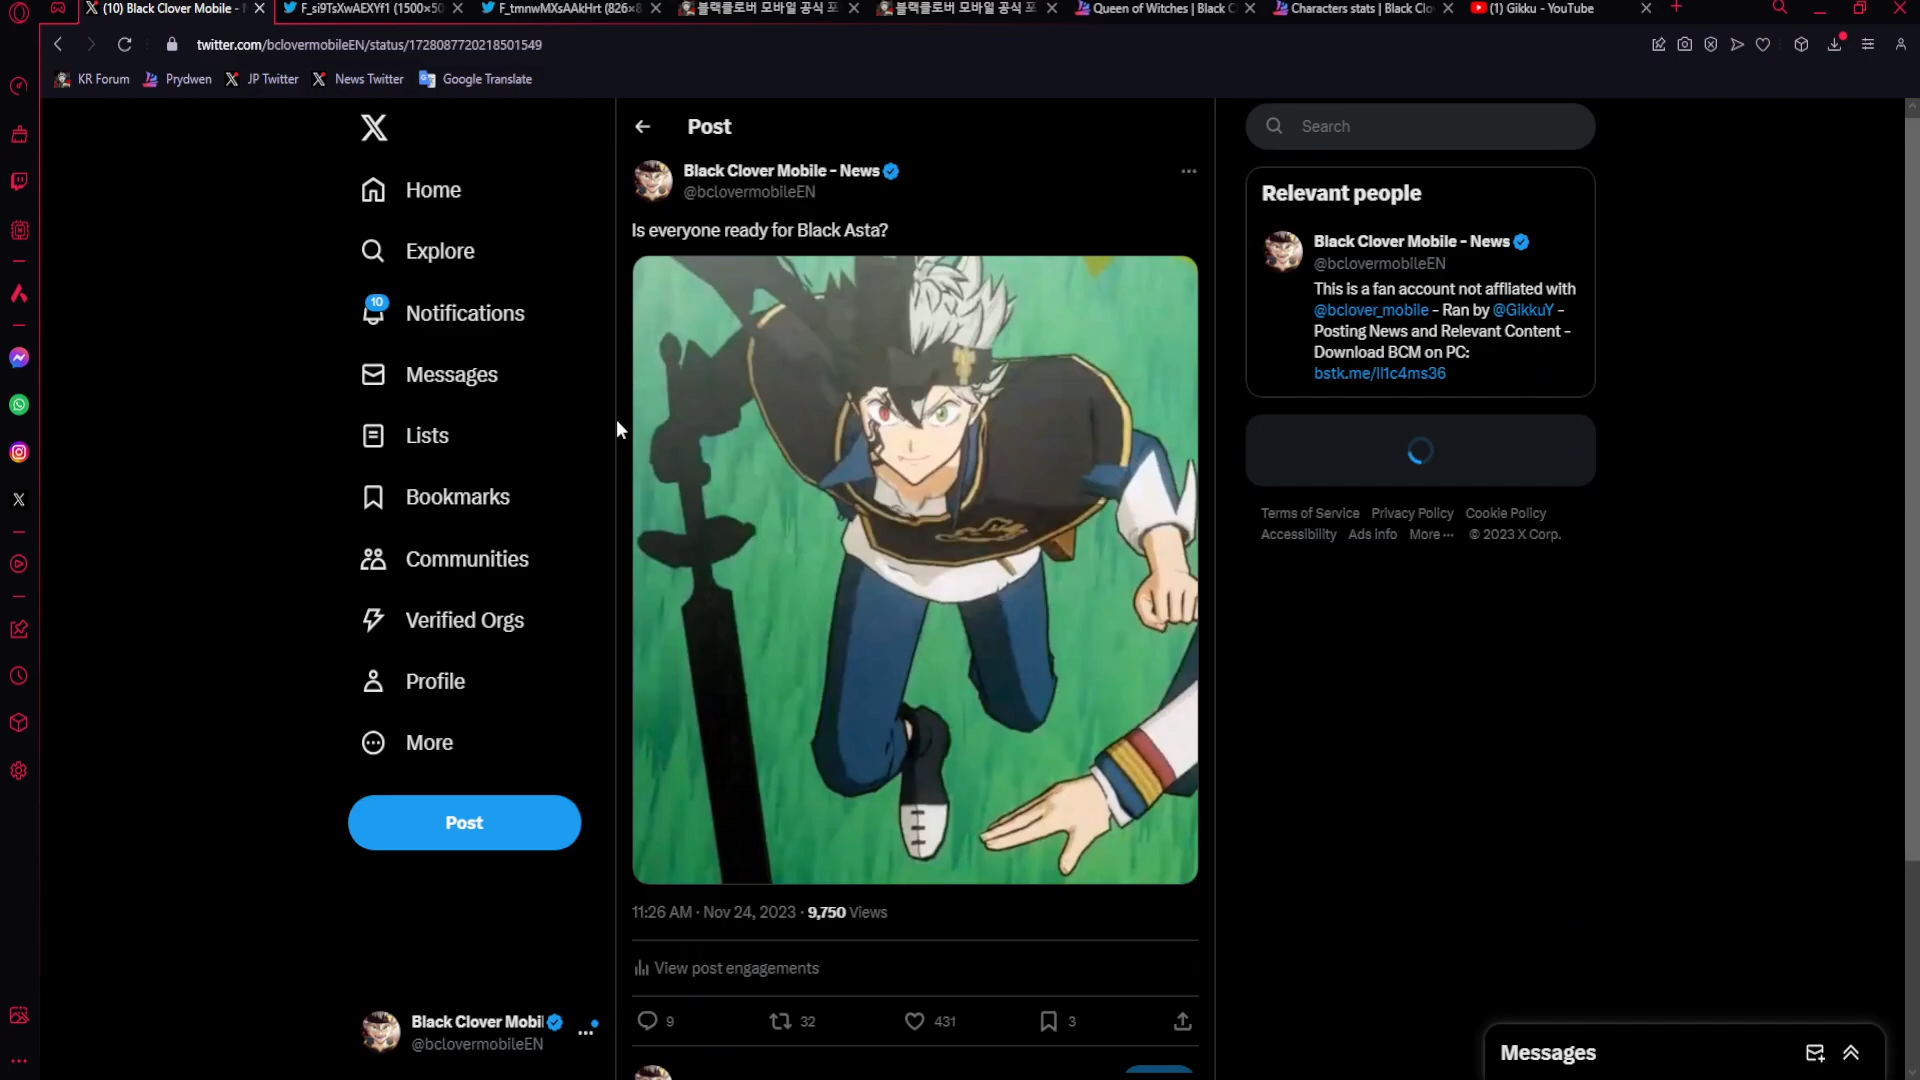 (10) Black Clover Mobile -
F_si9TsXwAEXYf1 (1500×50
F_tmnwMXsAAkHrt (826×8
블랙클로버 모바일 공식 포
블랙클로버 모바일 공식 포
Queen of Witches | Black C
Characters stats | Black Clo
(1) Gikku - YouTube
twitter.com/bclovermobileEN/status/1728087720218501549
KR Forum
Prydwen
JP Twitter
News Twitter
Google Translate
Home
Explore
10
Notifications
Messages
Lists
Bookmarks
Communities
Verified Orgs
Profile
More
Post
Black Clover Mobil
@bclovermobileEN
Post
Black Clover Mobile - News
@bclovermobileEN
Is everyone ready for Black Asta?
11:26 AM · Nov 24, 2023 · 9,750 Views
View post engagements
9
32
431
3
Search
Relevant people
Black Clover Mobile - News
@bclovermobileEN
This is a fan account not affliated with
@bclover_mobile - Ran by @GikkuY -
Posting News and Relevant Content -
Download BCM on PC:
bstk.me/ll1c4ms36
Terms of Service Privacy Policy Cookie Policy
Accessibility Ads info More ··· © 2023 X Corp.
Messages